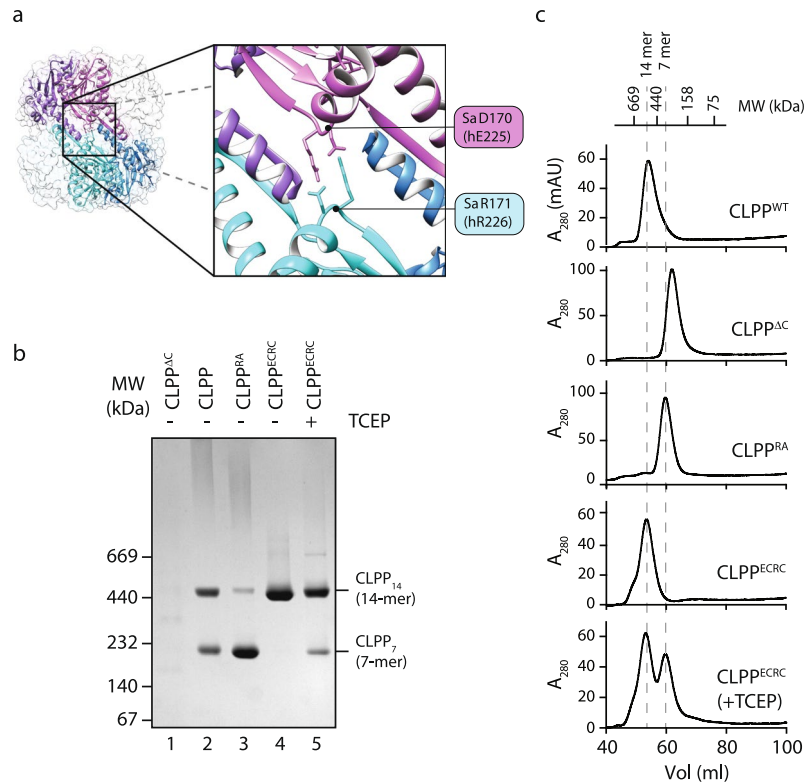 a
SaD170
(hE225)
SaR171
(hR226)
b
MW
(kDa)
CLPP^ΔC
CLPP
CLPP^RA
CLPP^ECRC
CLPP^ECRC
- - - - + TCEP
669
440
232
140
67
CLPP₁₄
(14-mer)
CLPP₇
(7-mer)
1 2 3 4 5
c
14 mer
7 mer
669 440 158 75 MW (kDa)
A₂₈₀ (mAU)
60
40
20
0
CLPP^WT
A₂₈₀
100
50
0
CLPP^ΔC
A₂₈₀
100
50
0
CLPP^RA
A₂₈₀
60
40
20
0
CLPP^ECRC
A₂₈₀
60
40
20
0
CLPP^ECRC
(+TCEP)
40 60 80 100
Vol (ml)